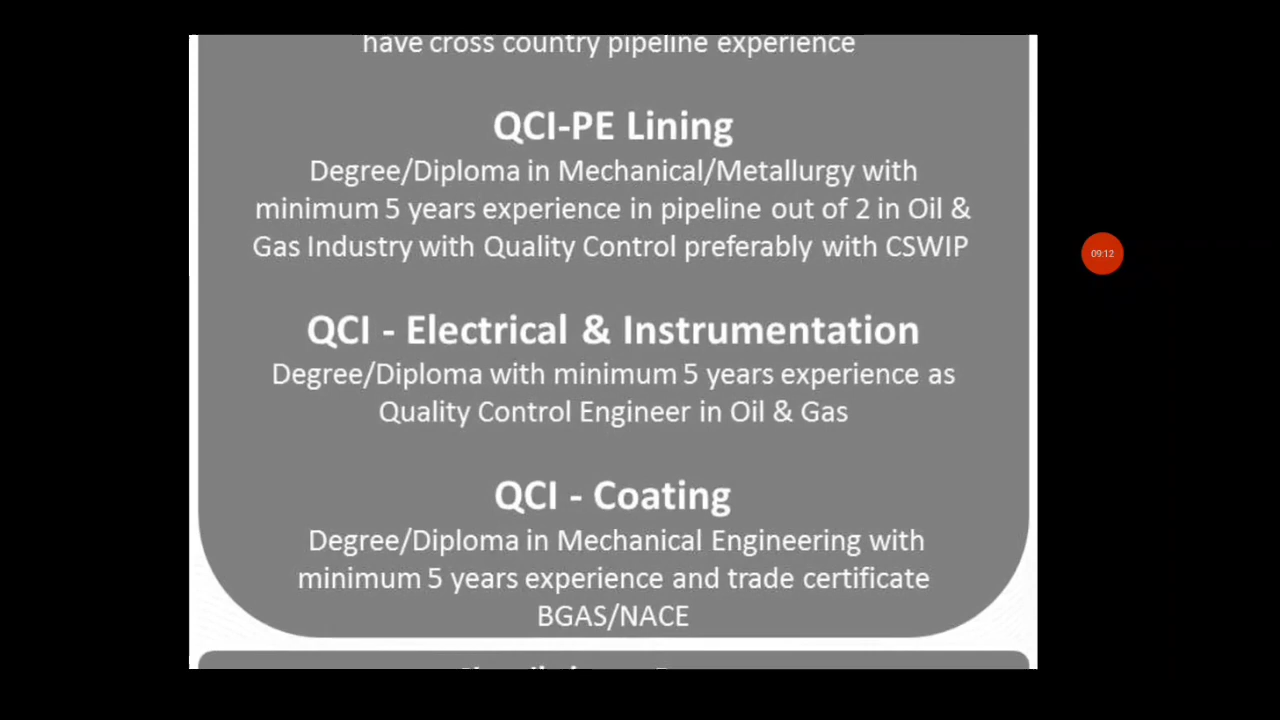 have cross country pipeline experience
QCI-PE Lining
Degree/Diploma in Mechanical/Metallurgy with
minimum 5 years experience in pipeline out of 2 in Oil &
Gas Industry with Quality Control preferably with CSWIP
QCI - Electrical & Instrumentation
Degree/Diploma with minimum 5 years experience as
Quality Control Engineer in Oil & Gas
QCI - Coating
Degree/Diploma in Mechanical Engineering with
minimum 5 years experience and trade certificate
BGAS/NACE
09:12